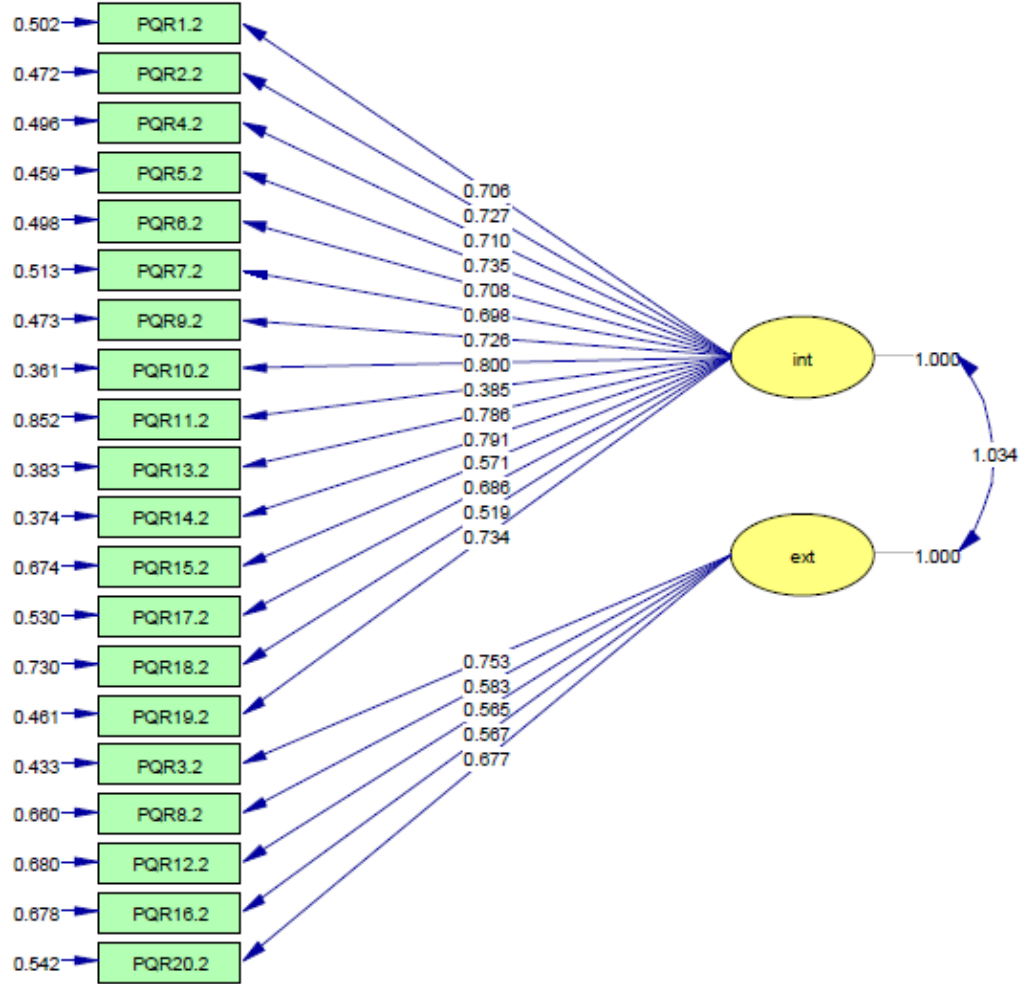 0.502 PQR1.2
0.472 PQR2.2
0.496 PQR4.2
0.459 PQR5.2
0.498 PQR6.2
0.513 PQR7.2
0.473 PQR9.2
0.361 PQR10.2
0.852 PQR11.2
0.383 PQR13.2
0.374 PQR14.2
0.674 PQR15.2
0.530 PQR17.2
0.730 PQR18.2
0.461 PQR19.2
0.433 PQR3.2
0.660 PQR8.2
0.680 PQR12.2
0.678 PQR16.2
0.542 PQR20.2
0.706
0.727
0.710
0.735
0.708
0.698
0.726
0.800
0.385
0.786
0.791
0.571
0.686
0.519
0.734
0.753
0.583
0.565
0.567
0.677
int 1.000
1.034
ext 1.000